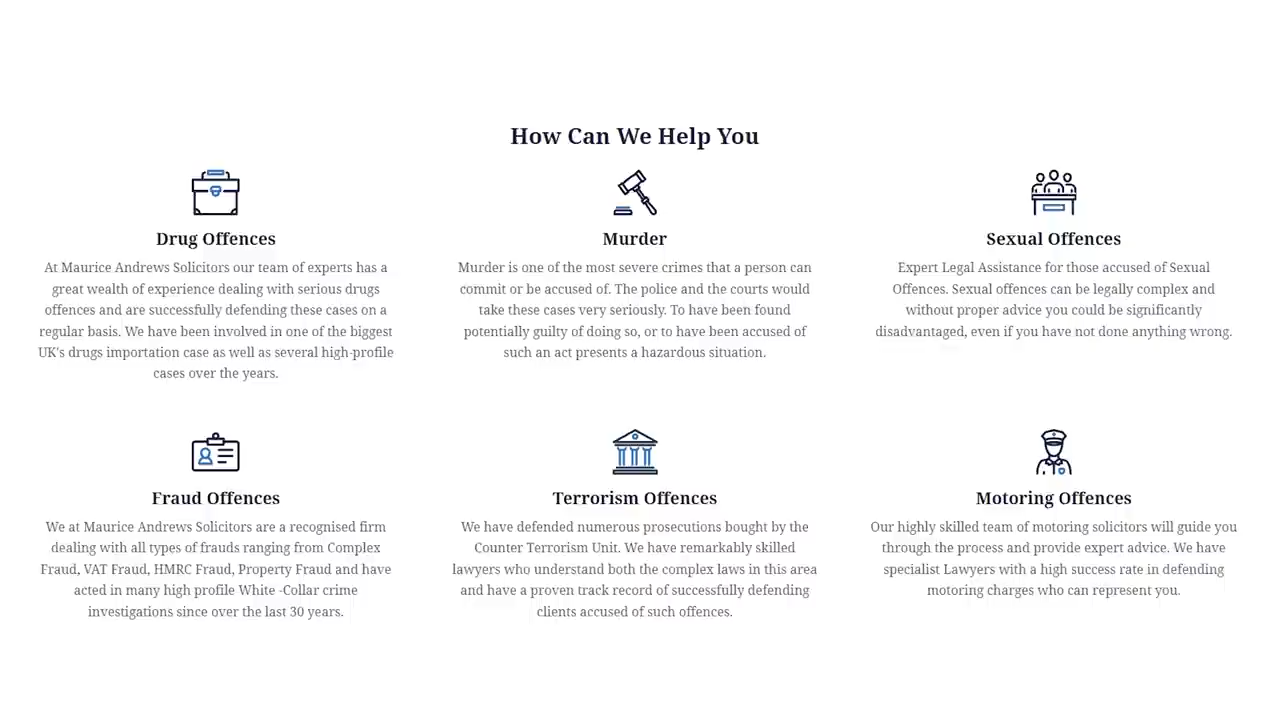 How Can We Help You
Drug Offences
At Maurice Andrews Solicitors our team of experts has a
great wealth of experience dealing with serious drugs
offences and are successfully defending these cases on a
regular basis. We have been involved in one of the biggest
UK's drugs importation case as well as several high-profile
cases over the years.
Murder
Murder is one of the most severe crimes that a person can
commit or be accused of. The police and the courts would
take these cases very seriously. To have been found
potentially guilty of doing so, or to have been accused of
such an act presents a hazardous situation.
Sexual Offences
Expert Legal Assistance for those accused of Sexual
Offences. Sexual offences can be legally complex and
without proper advice you could be significantly
disadvantaged, even if you have not done anything wrong.
Fraud Offences
We at Maurice Andrews Solicitors are a recognised firm
dealing with all types of frauds ranging from Complex
Fraud, VAT Fraud, HMRC Fraud, Property Fraud and have
acted in many high profile White -Collar crime
investigations since over the last 30 years.
Terrorism Offences
We have defended numerous prosecutions bought by the
Counter Terrorism Unit. We have remarkably skilled
lawyers who understand both the complex laws in this area
and have a proven track record of successfully defending
clients accused of such offences.
Motoring Offences
Our highly skilled team of motoring solicitors will guide you
through the process and provide expert advice. We have
specialist Lawyers with a high success rate in defending
motoring charges who can represent you.